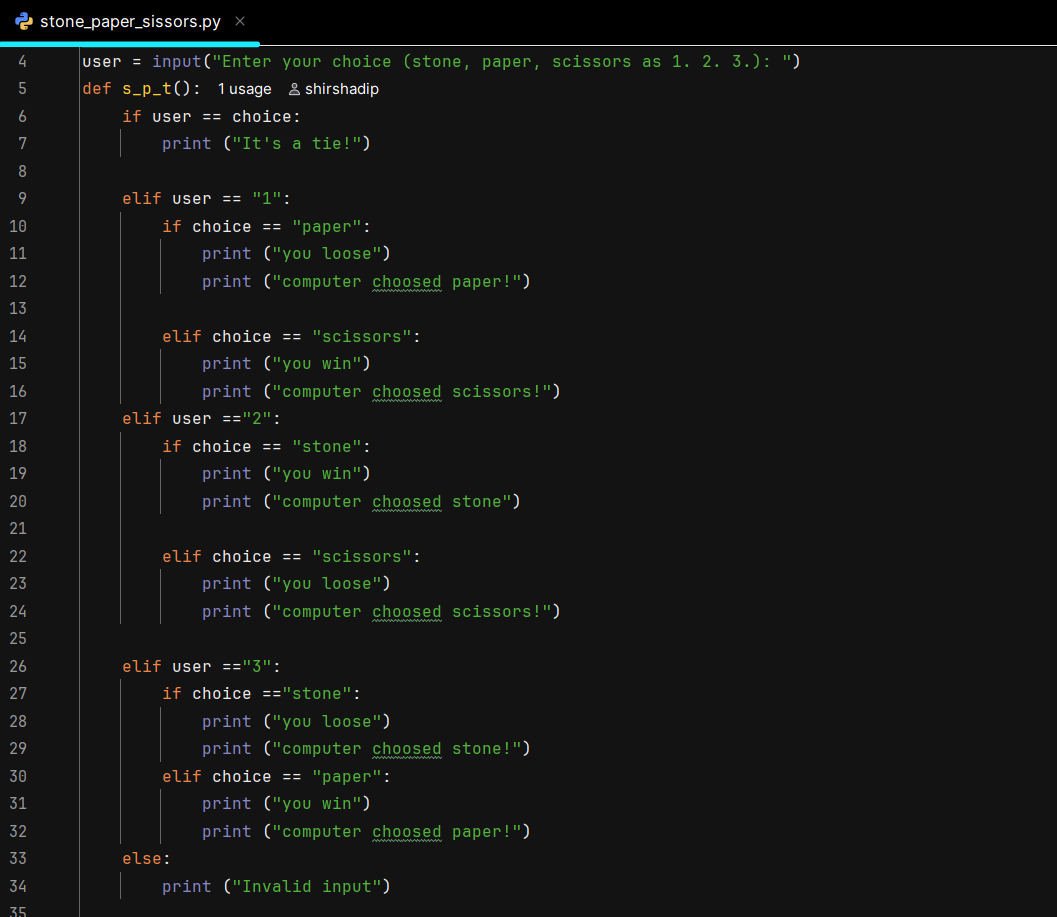 stone_paper_sissors.py ×
4 user = input("Enter your choice (stone, paper, scissors as 1. 2. 3.): ")
5 def s_p_t(): 1 usage shirshadip
6 if user == choice:
7 print ("It's a tie!")
8
9 elif user == "1":
10 if choice == "paper":
11 print ("you loose")
12 print ("computer choosed paper!")
13
14 elif choice == "scissors":
15 print ("you win")
16 print ("computer choosed scissors!")
17 elif user =="2":
18 if choice == "stone":
19 print ("you win")
20 print ("computer choosed stone")
21
22 elif choice == "scissors":
23 print ("you loose")
24 print ("computer choosed scissors!")
25
26 elif user =="3":
27 if choice =="stone":
28 print ("you loose")
29 print ("computer choosed stone!")
30 elif choice == "paper":
31 print ("you win")
32 print ("computer choosed paper!")
33 else:
34 print ("Invalid input")
35